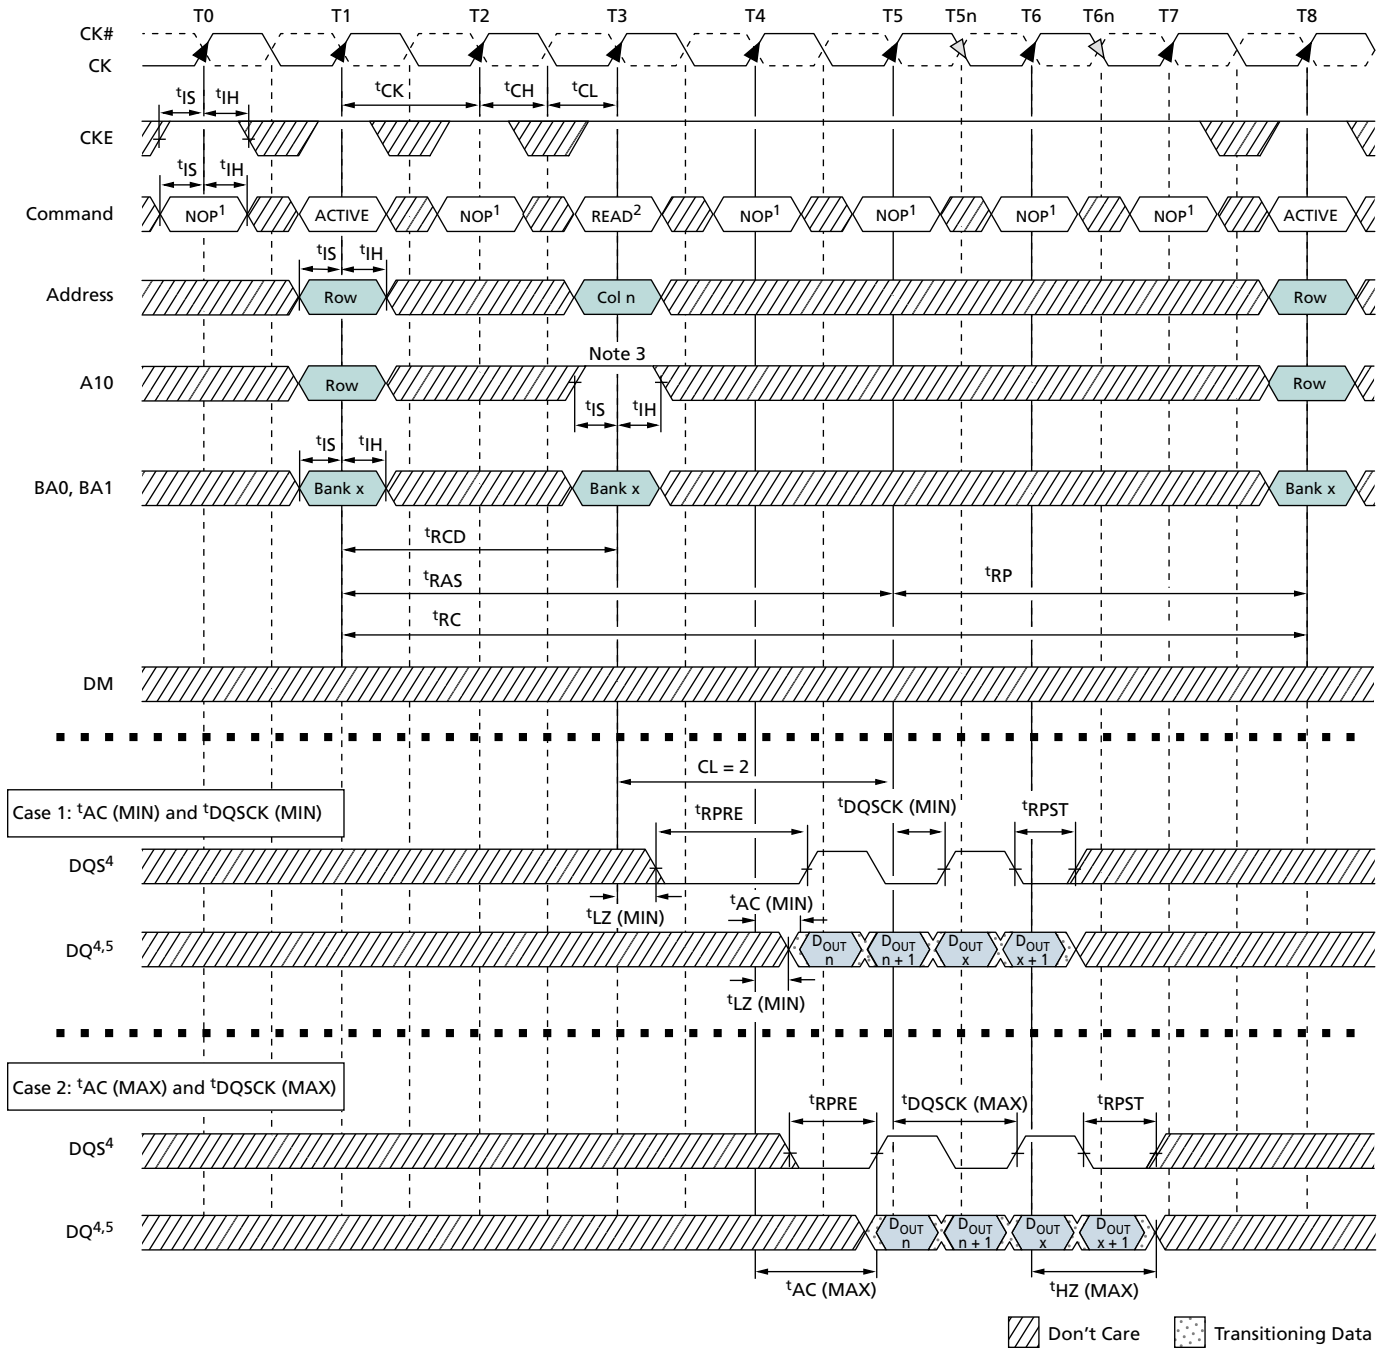 T0 T1 T2 T3 T4 T5 T5n T6 T6n T7 T8
CK#
CK
tCK tCH tCL
tIS tIH
CKE
tIS tIH
Command NOP1 ACTIVE NOP1 READ2 NOP1 NOP1 NOP1 NOP1 ACTIVE
tIS tIH
Address Row Col n Row
Note 3
A10 Row Row
tIS tIH
tIS tIH
BA0, BA1 Bank x Bank x Bank x
tRCD
tRAS tRP
tRC
DM
CL = 2
Case 1: tAC (MIN) and tDQSCK (MIN)
tRPRE tDQSCK (MIN) tRPST
DQS4
tLZ (MIN) tAC (MIN)
DQ4,5 DOUT n DOUT n + 1 DOUT x DOUT x + 1
tLZ (MIN)
Case 2: tAC (MAX) and tDQSCK (MAX)
tRPRE tDQSCK (MAX) tRPST
DQS4
DQ4,5 DOUT n DOUT n + 1 DOUT x DOUT x + 1
tAC (MAX) tHZ (MAX)
Don't Care Transitioning Data